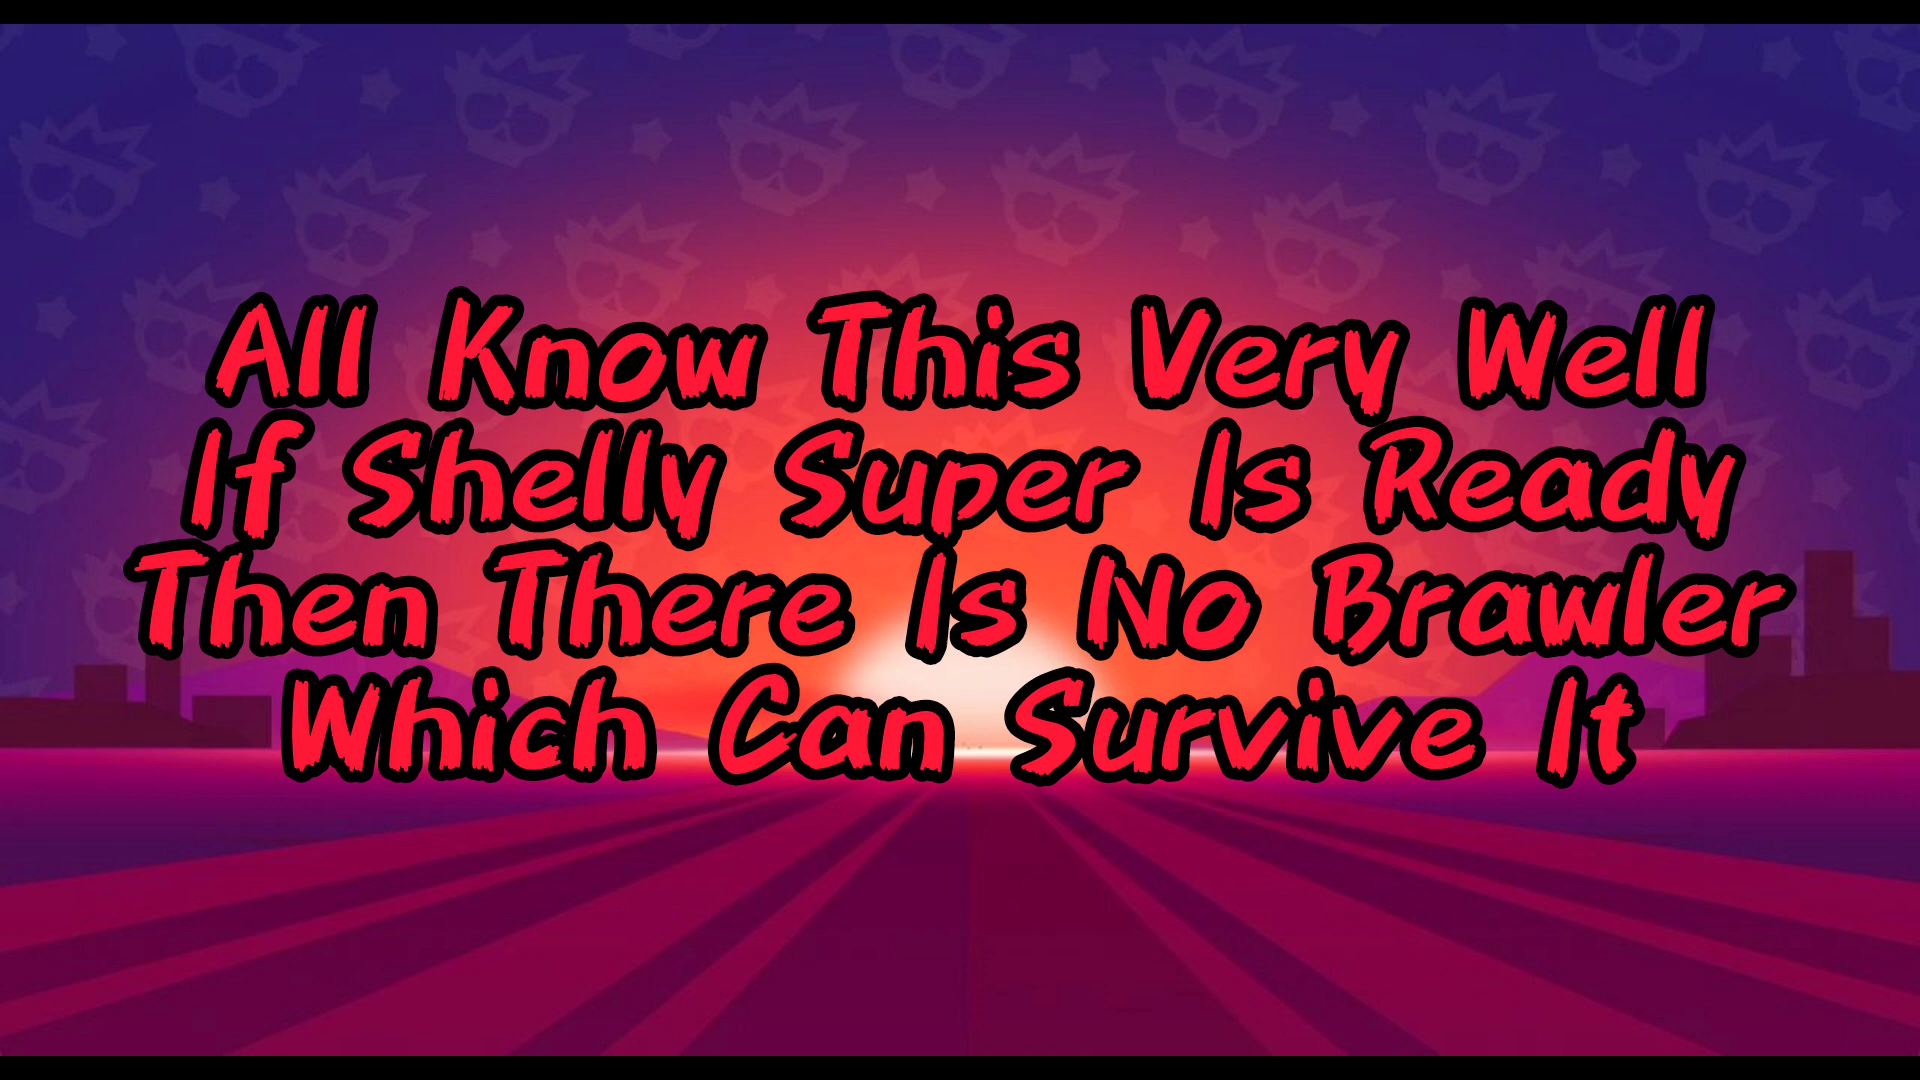 All Know This Very Well
If Shelly Super Is Ready
Then There Is No Brawler
Which Can Survive It